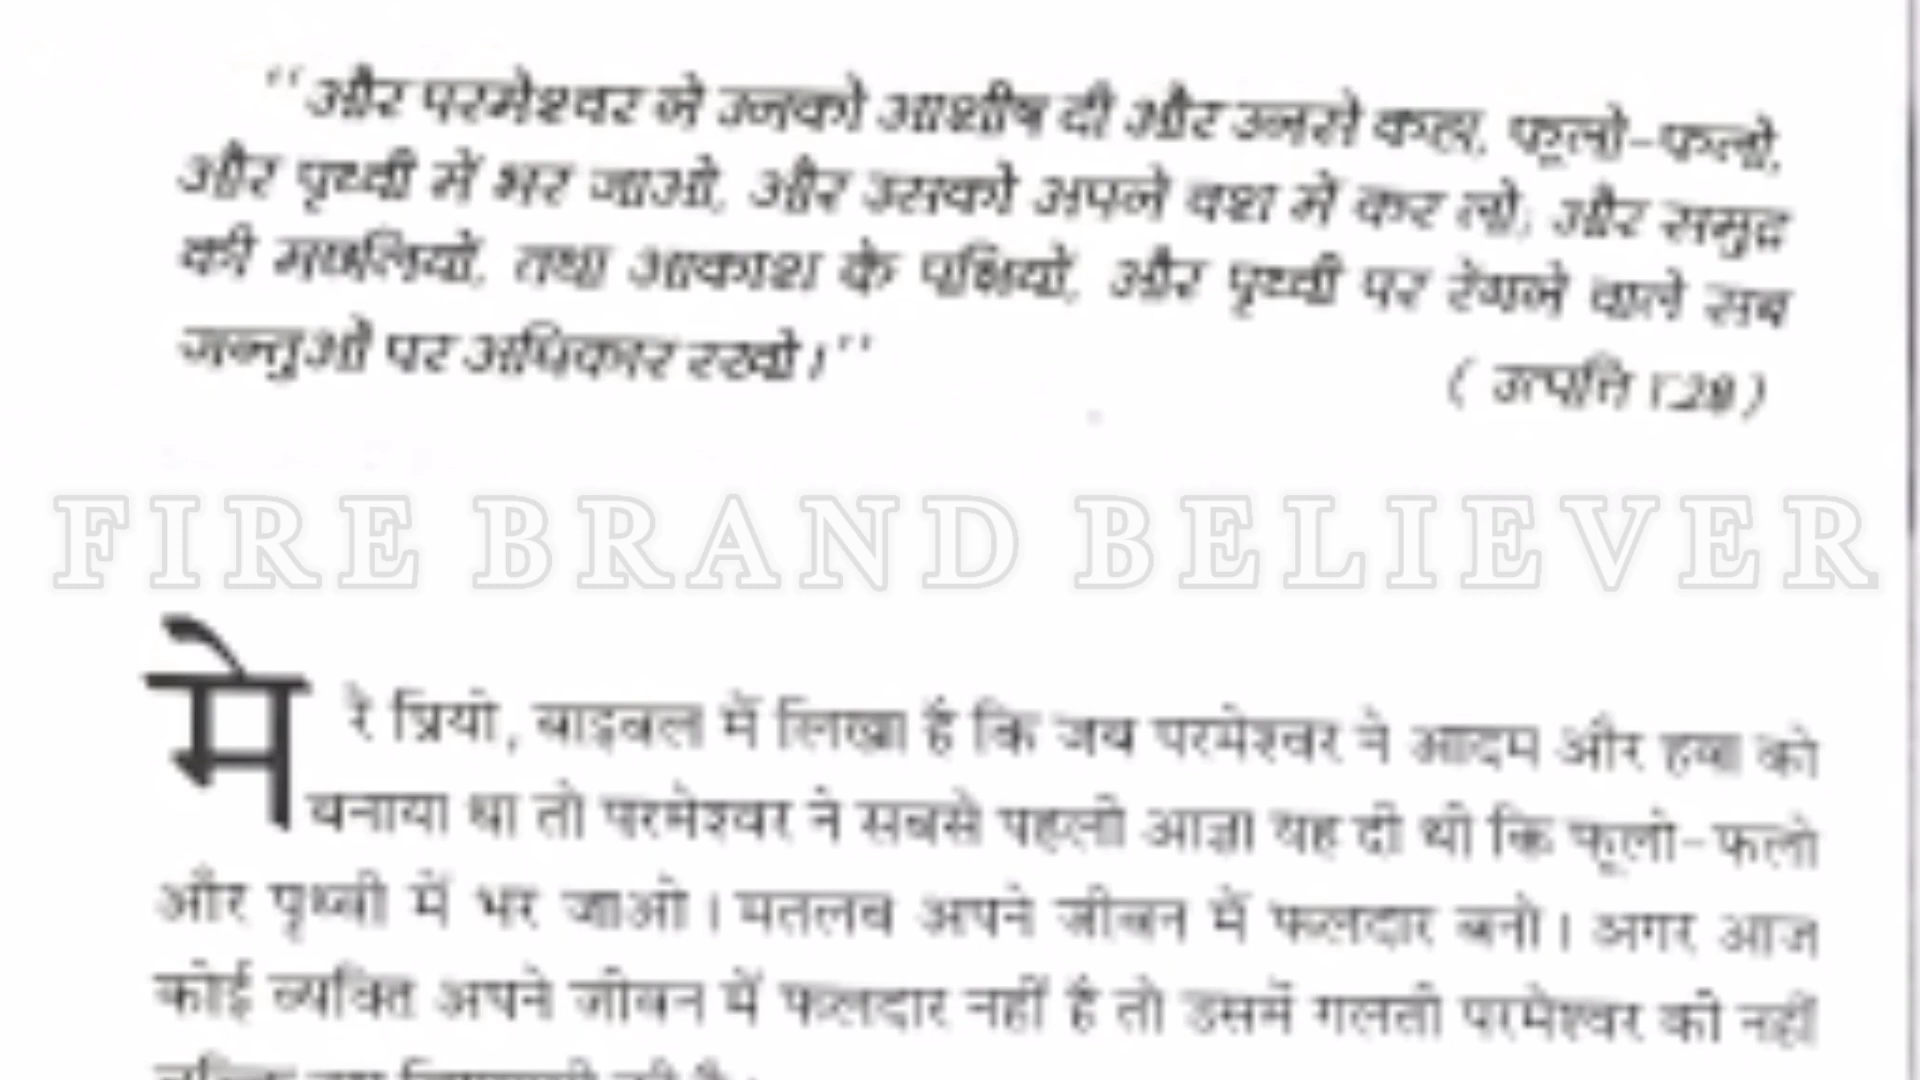 “और परमेश्वर ने उनको आशीष दी और उनसे कहा, फूलो-फलो,
और पृथ्वी में भर जाओ, और उसको अपने वश में कर लो; और समुद्र
की मछलियों, तथा आकाश के पक्षियों, और पृथ्वी पर रेंगने वाले सब
जन्तुओं पर अधिकार रखो।”
( उत्पत्ति 1:28 )
FIRE BRAND BELIEVER
मेरे प्रियो, बाइबल में लिखा है कि जब परमेश्वर ने आदम और हवा को
बनाया था तो परमेश्वर ने सबसे पहली आज्ञा यह दी थी कि फूलो-फलो
और पृथ्वी में भर जाओ। मतलब अपने जीवन में फलदार बनो। अगर आज
कोई व्यक्ति अपने जीवन में फलदार नहीं है तो उसमें गलती परमेश्वर की नहीं